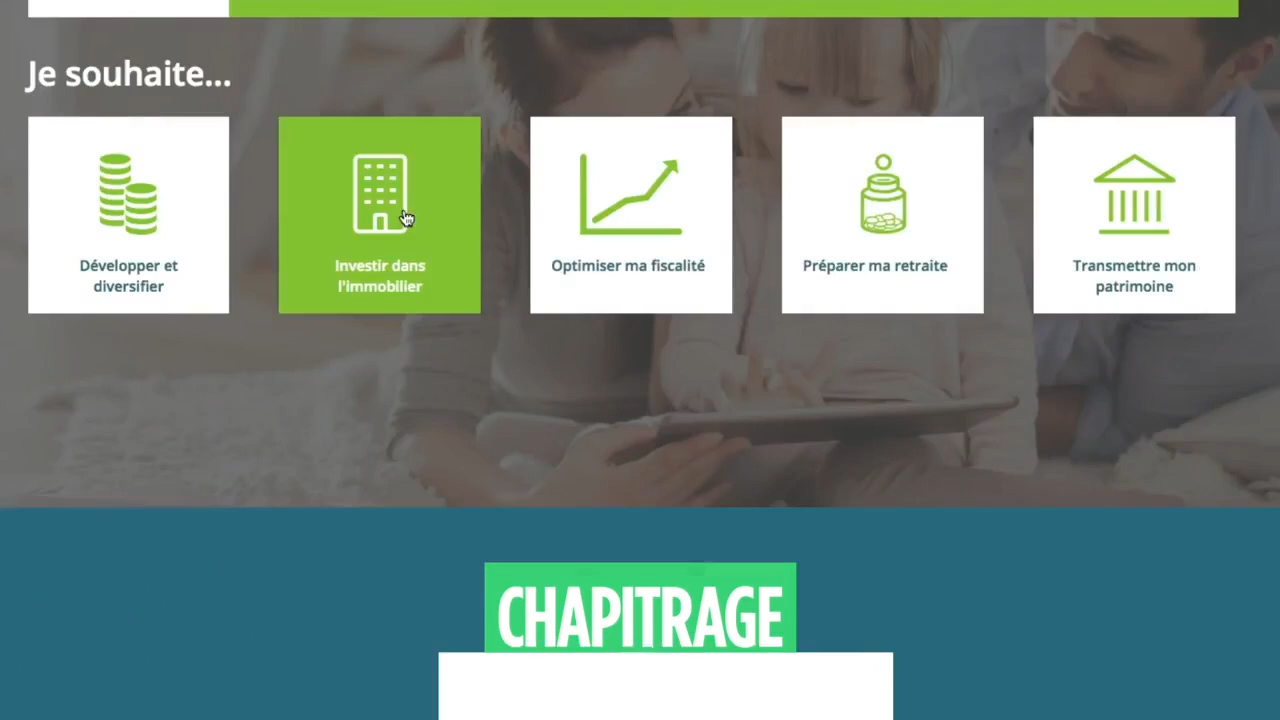 Je souhaite...
Développer et
diversifier
Investir dans
l'immobilier
Optimiser ma fiscalité
Préparer ma retraite
Transmettre mon
patrimoine
CHAPITRAGE